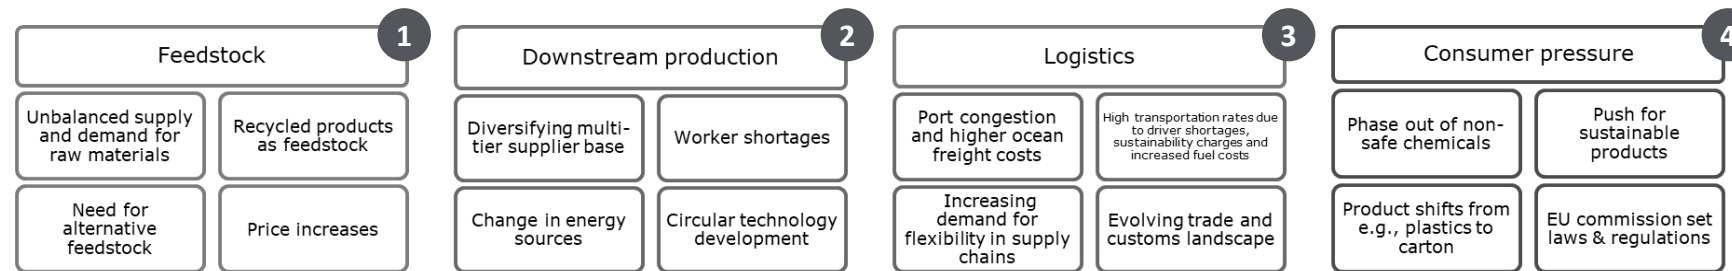 1
Feedstock
Unbalanced supply
and demand for
raw materials
Recycled products
as feedstock
Need for
alternative
feedstock
Price increases
2
Downstream production
Diversifying multi-
tier supplier base
Worker shortages
Change in energy
sources
Circular technology
development
3
Logistics
Port congestion
and higher ocean
freight costs
High transportation rates due
to driver shortages,
sustainability charges and
increased fuel costs
Increasing
demand for
flexibility in supply
chains
Evolving trade and
customs landscape
4
Consumer pressure
Phase out of non-
safe chemicals
Push for
sustainable
products
Product shifts from
e.g., plastics to
carton
EU commission set
laws & regulations